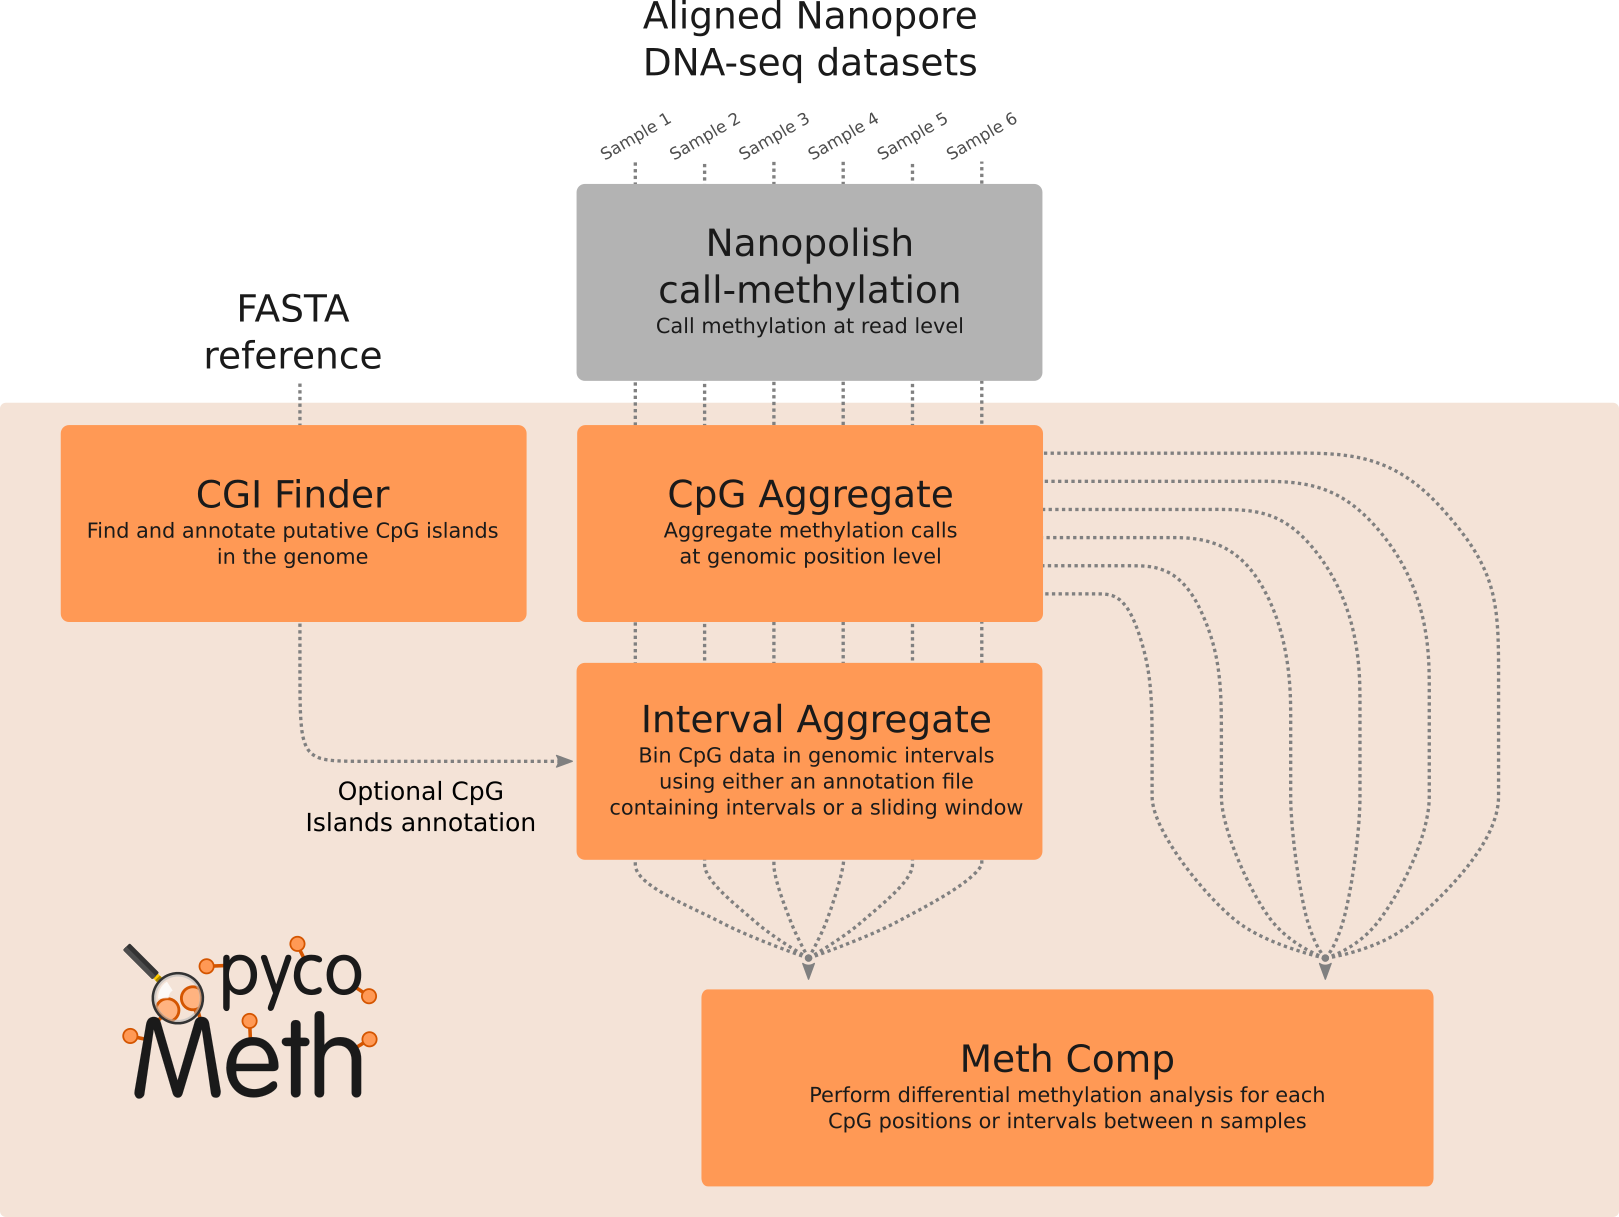 Aligned Nanopore
DNA-seq datasets
Sample 1
Sample 2
Sample 3
Sample 4
Sample 5
Sample 6
Nanopolish
call-methylation
Call methylation at read level
FASTA
reference
CGI Finder
Find and annotate putative CpG islands
in the genome
CpG Aggregate
Aggregate methylation calls
at genomic position level
Interval Aggregate
Bin CpG data in genomic intervals
using either an annotation file
containing intervals or a sliding window
Optional CpG
Islands annotation
pyco
Meth
Meth Comp
Perform differential methylation analysis for each
CpG positions or intervals between n samples